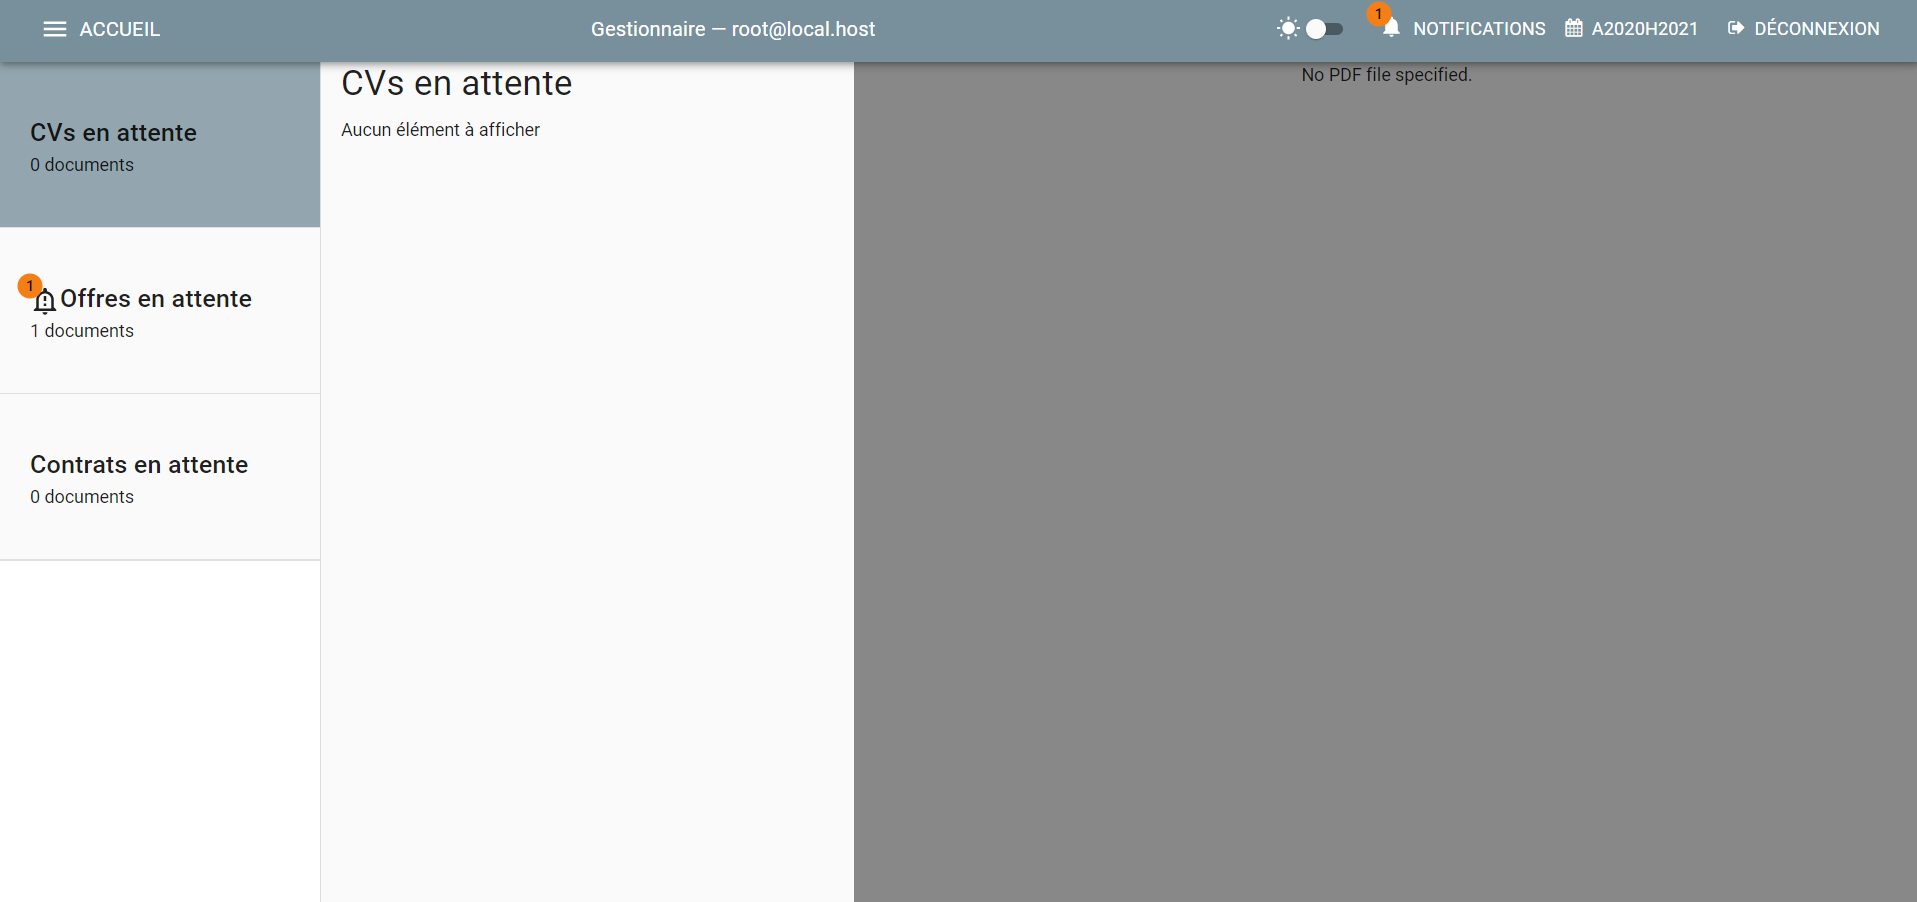 ACCUEIL
Gestionnaire — root@local.host
1
NOTIFICATIONS
A2020H2021
DÉCONNEXION
CVs en attente
0 documents
1
Offres en attente
1 documents
Contrats en attente
0 documents
CVs en attente
Aucun élément à afficher
No PDF file specified.